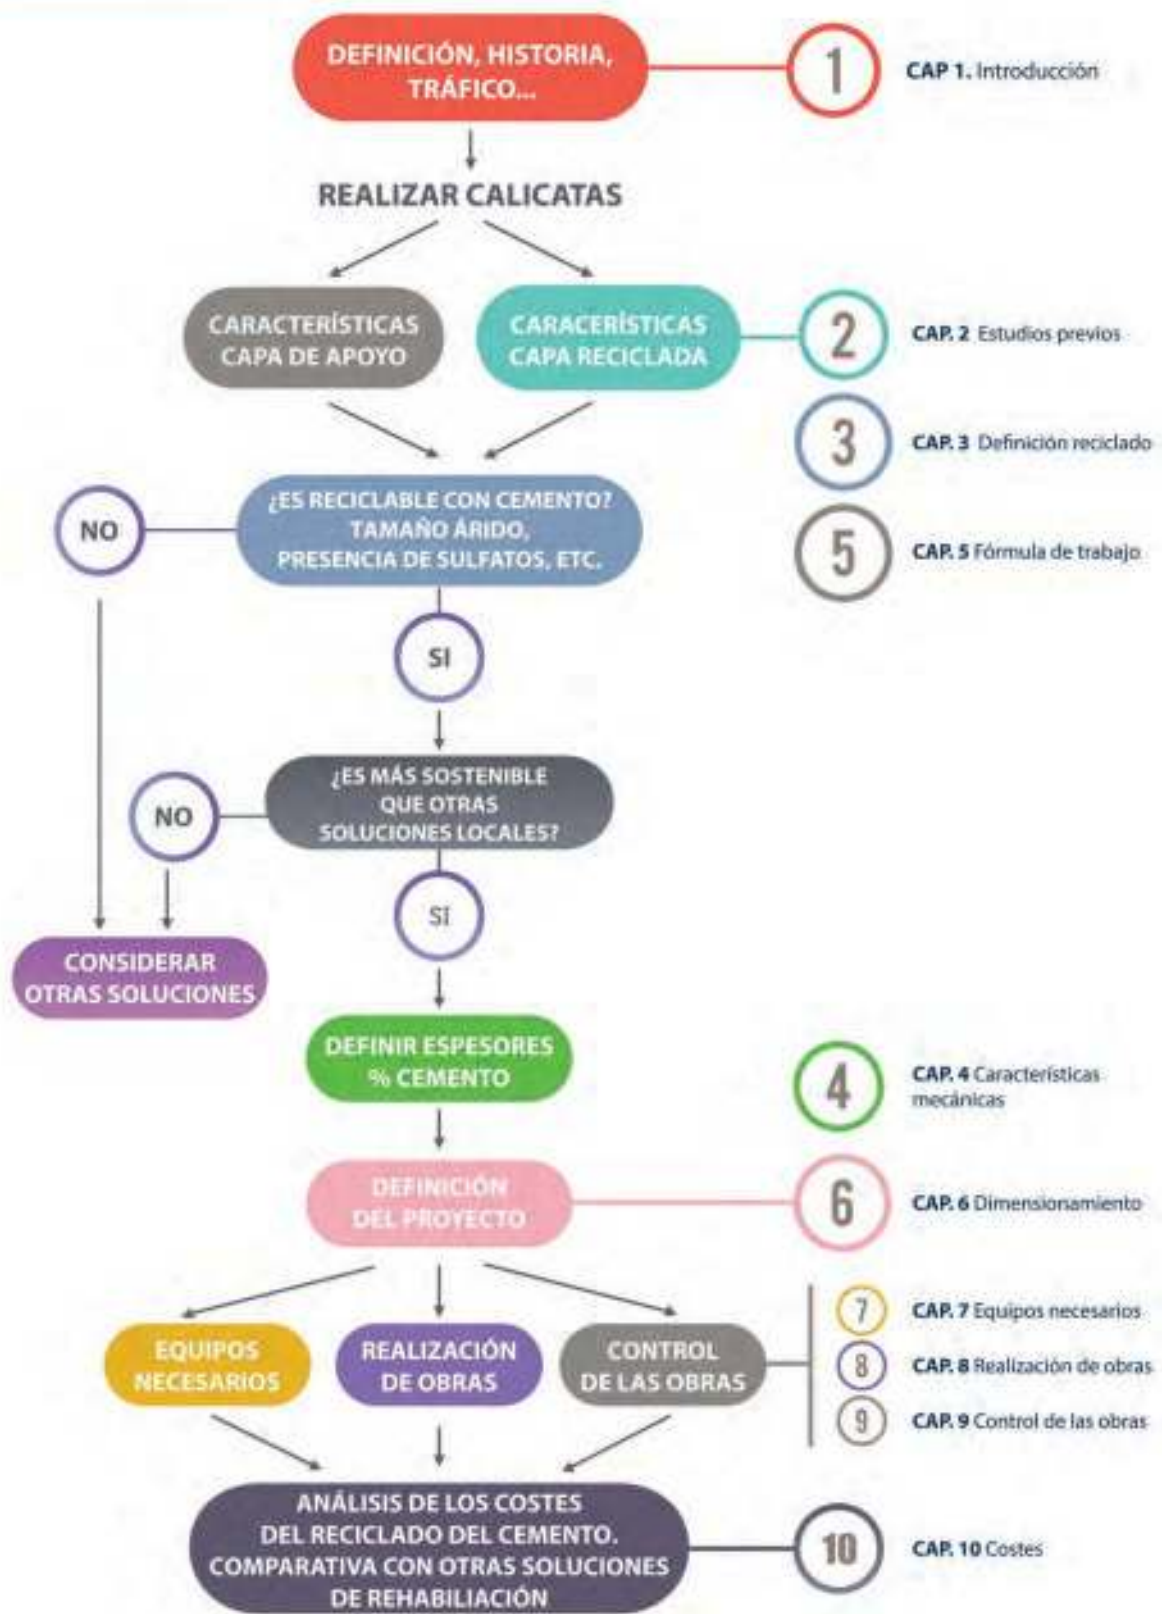 DEFINICIÓN, HISTORIA,
TRÁFICO...
1
CAP 1. Introducción
REALIZAR CALICATAS
CARACTERÍSTICAS
CAPA DE APOYO
CARACERÍSTICAS
CAPA RECICLADA
2
CAP. 2 Estudios previos
3
CAP. 3 Definición reciclado
NO
¿ES RECICLABLE CON CEMENTO?
TAMAÑO ÁRIDO,
PRESENCIA DE SULFATOS, ETC.
5
CAP. 5 Fórmula de trabajo
SI
NO
¿ES MÁS SOSTENIBLE
QUE OTRAS
SOLUCIONES LOCALES?
SI
CONSIDERAR
OTRAS SOLUCIONES
DEFINIR ESPESORES
% CEMENTO
4
CAP. 4 Características
mecánicas
DEFINICIÓN
DEL PROYECTO
6
CAP. 6 Dimensionamiento
EQUIPOS
NECESARIOS
REALIZACIÓN
DE OBRAS
CONTROL
DE LAS OBRAS
7
CAP. 7 Equipos necesarios
8
CAP. 8 Realización de obras
9
CAP. 9 Control de las obras
ANÁLISIS DE LOS COSTES
DEL RECICLADO DEL CEMENTO.
COMPARATIVA CON OTRAS SOLUCIONES
DE REHABILIACIÓN
10
CAP. 10 Costes